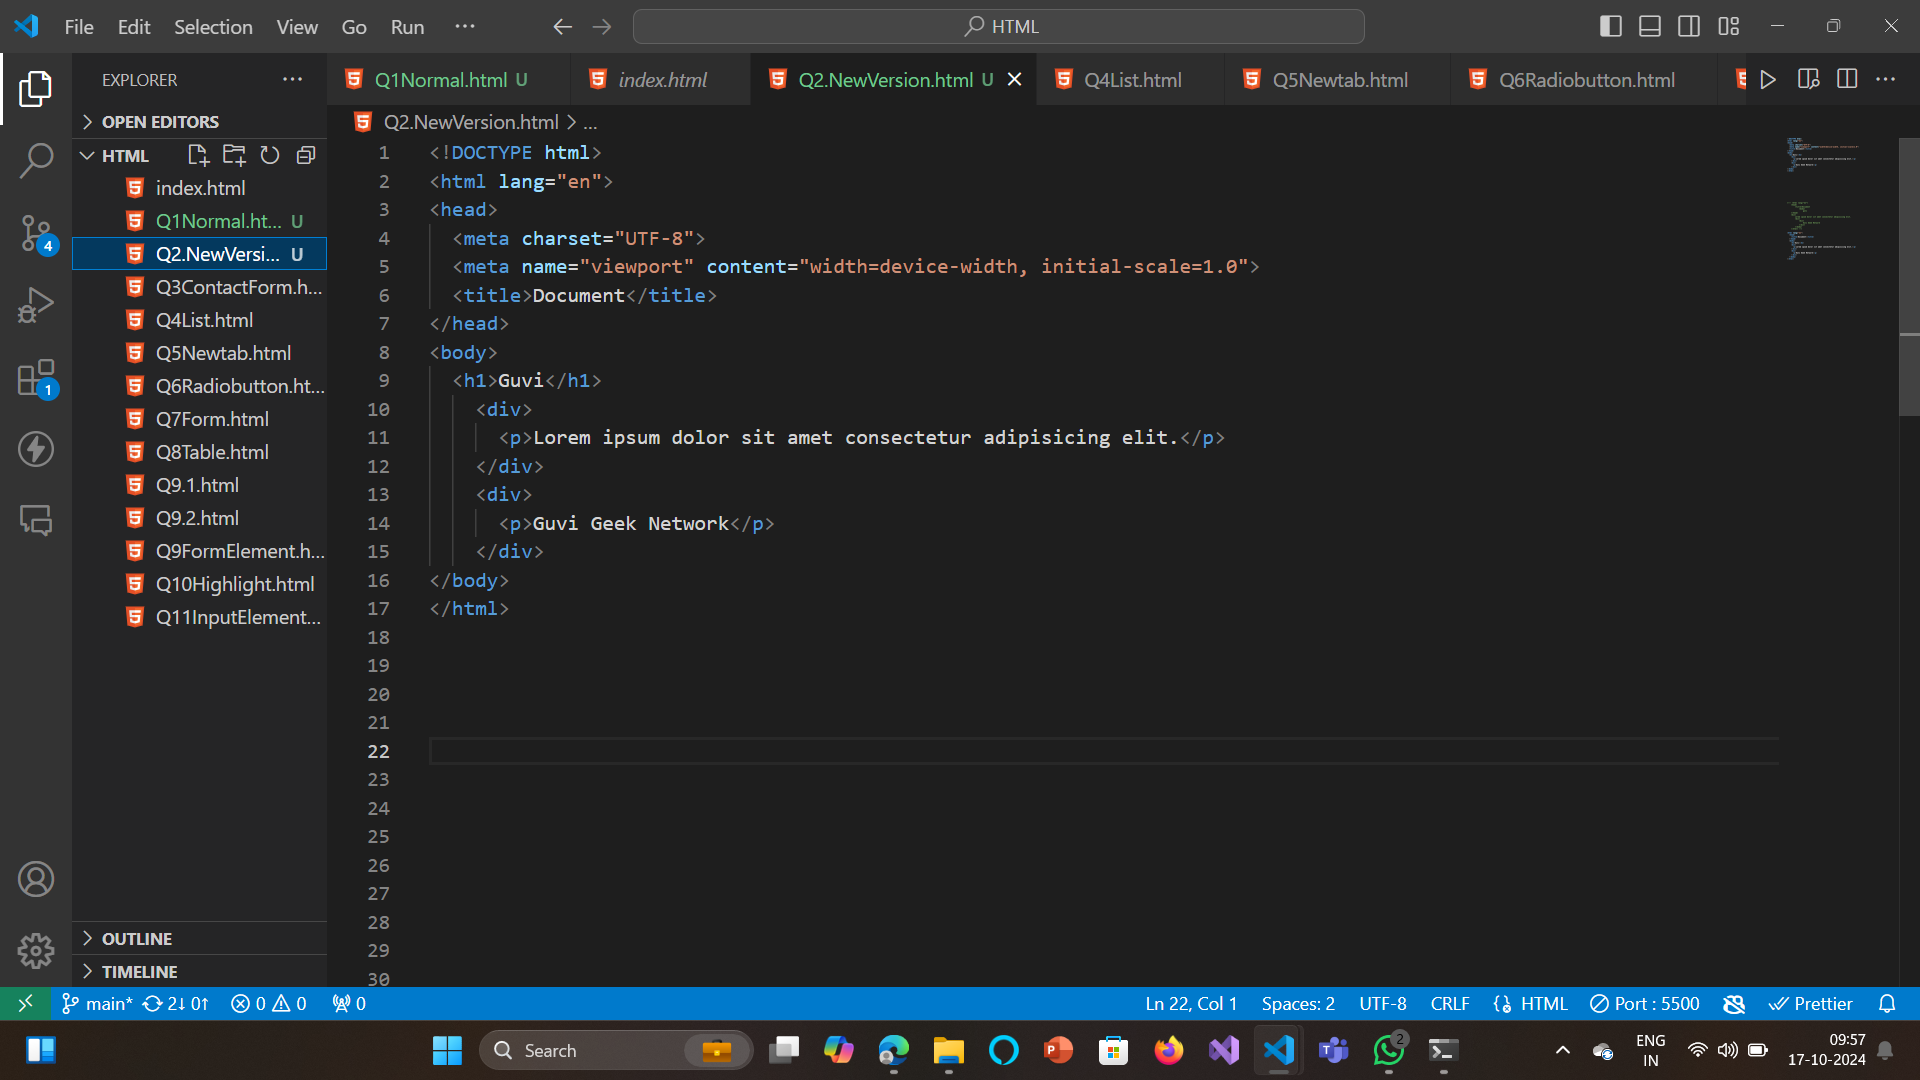 File Edit Selection View Go Run ...
HTML
EXPLORER ...
Q1Normal.html U
index.html
Q2.NewVersion.html U
Q4List.html
Q5Newtab.html
Q6Radiobutton.html
OPEN EDITORS
HTML
index.html
Q1Normal.ht... U
Q2.NewVersi... U
Q3ContactForm.h...
Q4List.html
Q5Newtab.html
Q6Radiobutton.ht...
Q7Form.html
Q8Table.html
Q9.1.html
Q9.2.html
Q9FormElement.h...
Q10Highlight.html
Q11InputElement...
OUTLINE
TIMELINE
4
1
Q2.NewVersion.html > ...
1 <!DOCTYPE html>
2 <html lang="en">
3 <head>
4 <meta charset="UTF-8">
5 <meta name="viewport" content="width=device-width, initial-scale=1.0">
6 <title>Document</title>
7 </head>
8 <body>
9 <h1>Guvi</h1>
10 <div>
11 <p>Lorem ipsum dolor sit amet consectetur adipisicing elit.</p>
12 </div>
13 <div>
14 <p>Guvi Geek Network</p>
15 </div>
16 </body>
17 </html>
18
19
20
21
22
23
24
25
26
27
28
29
30
main* 2↓ 0↑ 0 0 0
Ln 22, Col 1 Spaces: 2 UTF-8 CRLF HTML Port : 5500 Prettier
Search
2
ENG
IN
09:57
17-10-2024